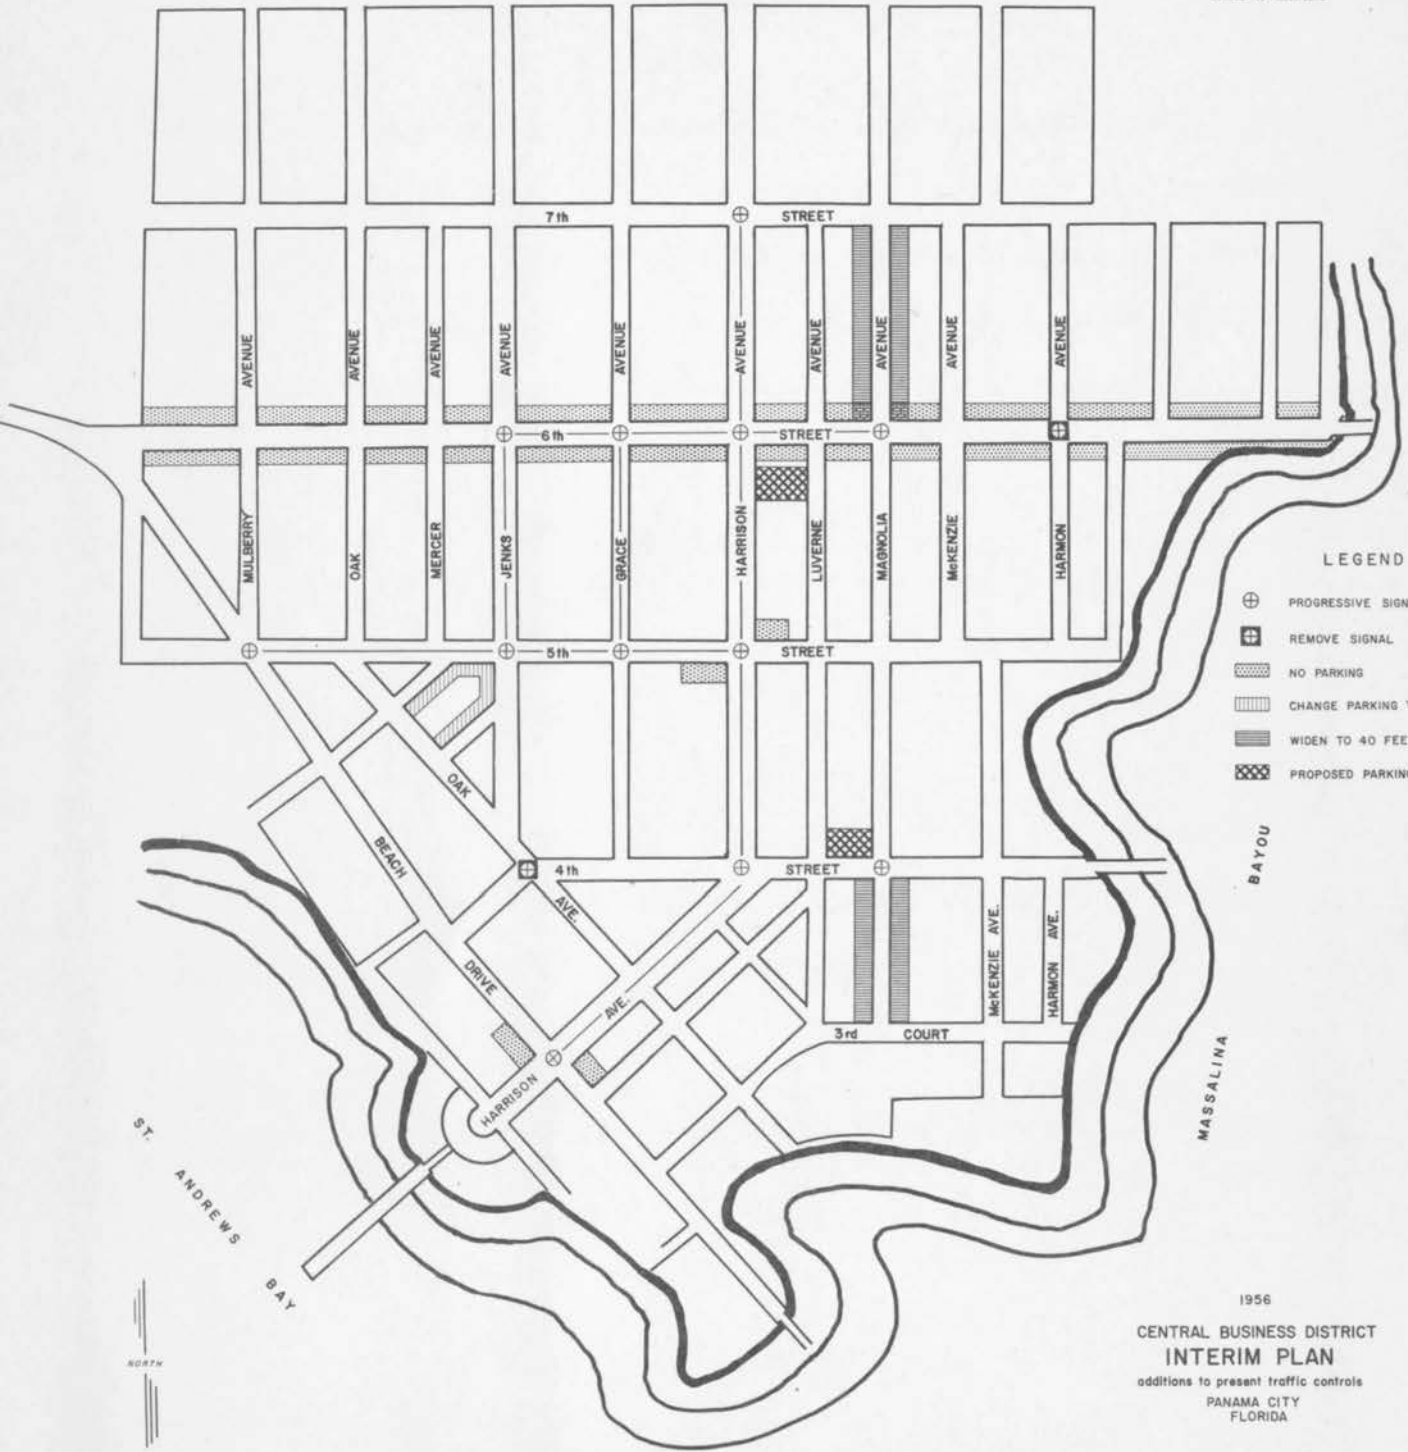 7th STREET
AVENUE AVENUE AVENUE AVENUE AVENUE AVENUE AVENUE AVENUE AVENUE AVENUE
6th STREET
MULBERRY OAK MERCER JENKS GRACE HARRISON LUVERNE MAGNOLIA McKENZIE HARMON
LEGEND
PROGRESSIVE
REMOVE SIGNAL
NO PARKING
CHANGE PARKING
WIDEN TO 40
PROPOSED PARKING
5th STREET
OAK
BEACH
4th STREET
AVE.
DRIVE
AVE.
McKENZIE AVE.
HARMON AVE.
3rd COURT
HARRISON
BAYOU
MASSALINA
ST. ANDREWS BAY
NORTH
1956
CENTRAL BUSINESS DISTRICT
INTERIM PLAN
additions to present traffic controls
PANAMA CITY
FLORIDA